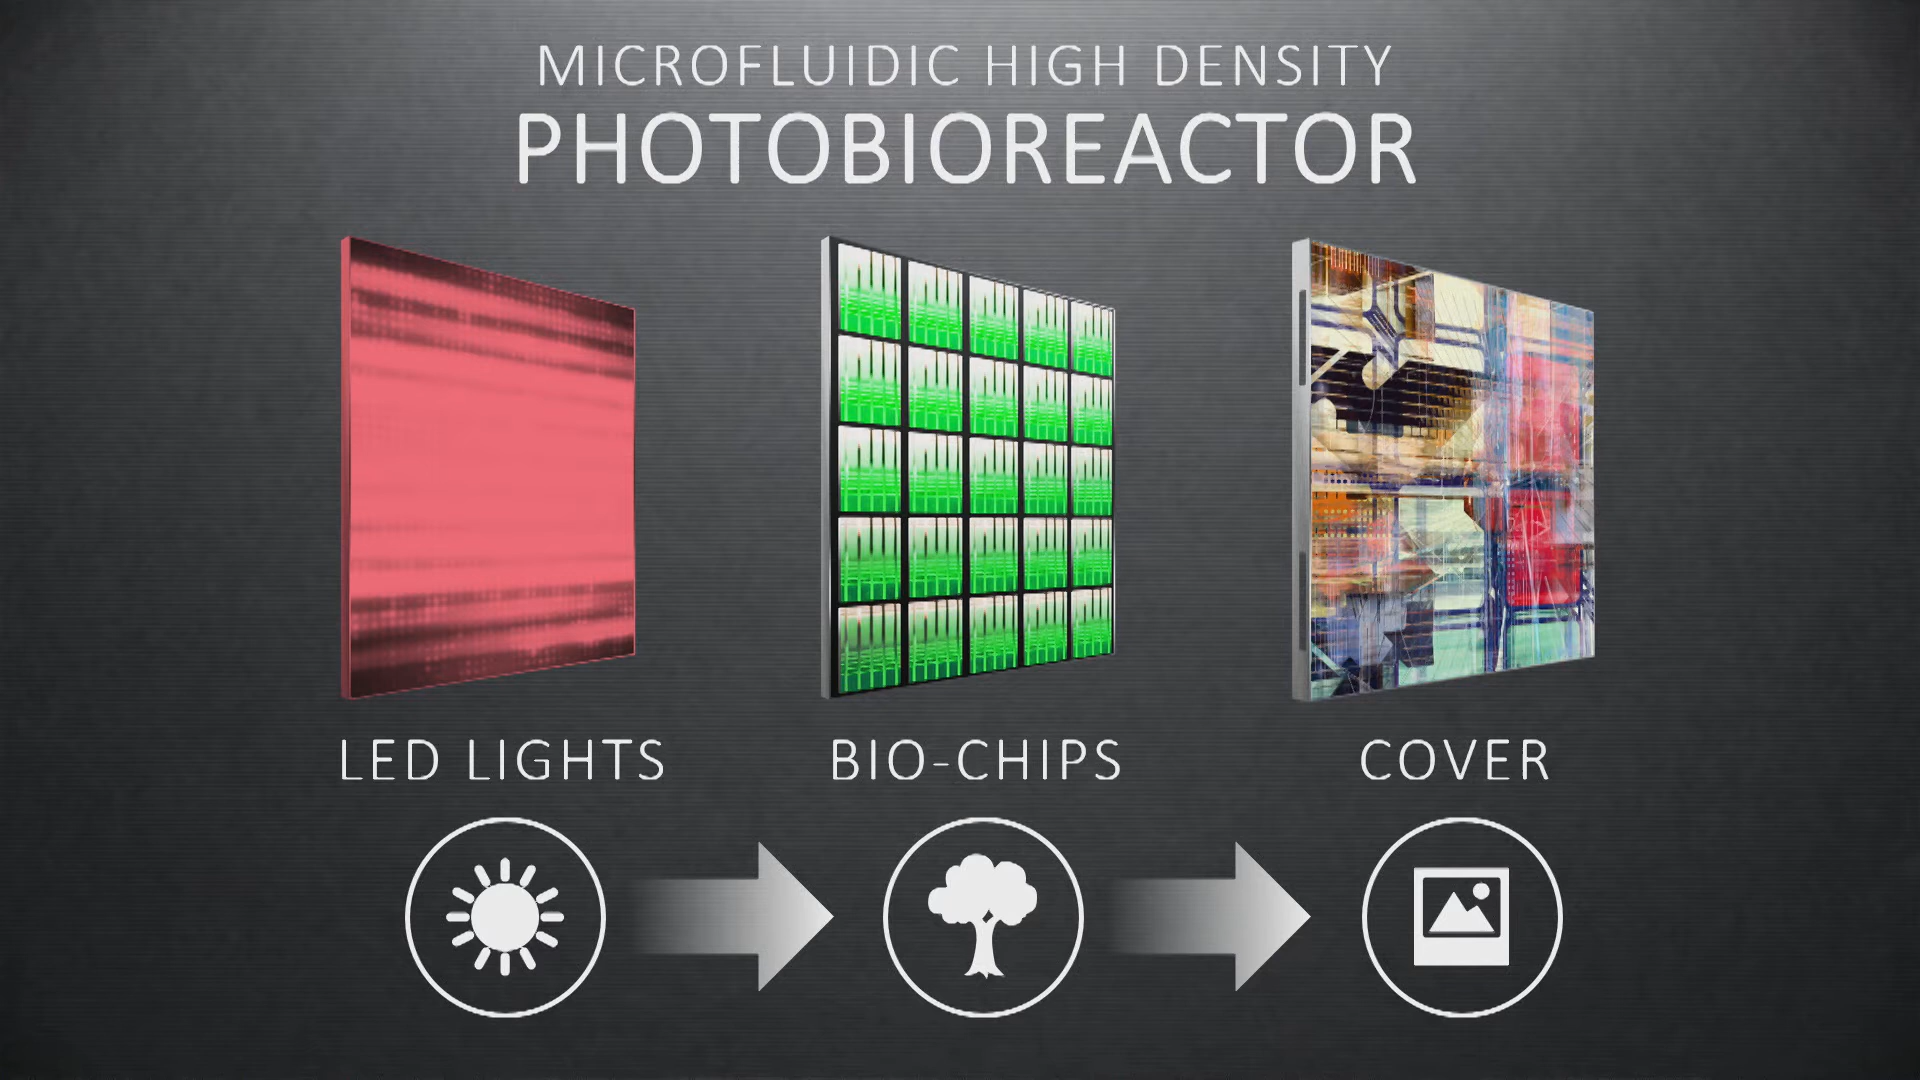 MICROFLUIDIC HIGH DENSITY
PHOTOBIOREACTOR
LED LIGHTS
BIO-CHIPS
COVER